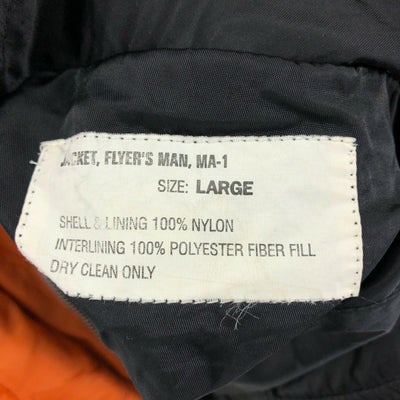 JACKET, FLYER'S MAN, MA-1
SIZE: LARGE
SHELL & LINING 100% NYLON
INTERLINING 100% POLYESTER FIBER FILL
DRY CLEAN ONLY